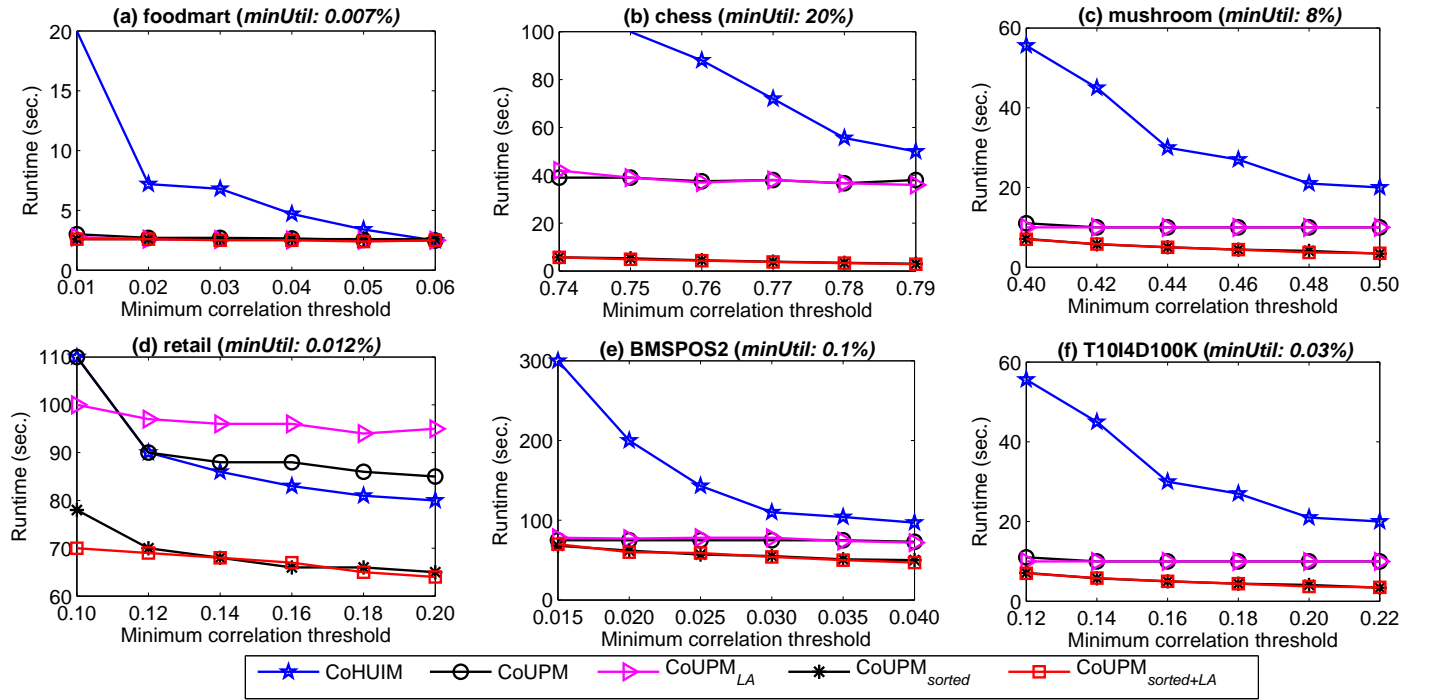 (a) foodmart (minUtil: 0.007%)
Runtime (sec.)
20
15
10
5
0
0.01 0.02 0.03 0.04 0.05 0.06
Minimum correlation threshold
(b) chess (minUtil: 20%)
Runtime (sec.)
100
80
60
40
20
0
0.74 0.75 0.76 0.77 0.78 0.79
Minimum correlation threshold
(c) mushroom (minUtil: 8%)
Runtime (sec.)
60
40
20
0
0.40 0.42 0.44 0.46 0.48 0.50
Minimum correlation threshold
(d) retail (minUtil: 0.012%)
Runtime (sec.)
110
100
90
80
70
60
0.10 0.12 0.14 0.16 0.18 0.20
Minimum correlation threshold
(e) BMSPOS2 (minUtil: 0.1%)
Runtime (sec.)
300
200
100
0
0.015 0.020 0.025 0.030 0.035 0.040
Minimum correlation threshold
(f) T10I4D100K (minUtil: 0.03%)
Runtime (sec.)
60
40
20
0
0.12 0.14 0.16 0.18 0.20 0.22
Minimum correlation threshold
CoHUIM CoUPM CoUPM LA CoUPM sorted CoUPM sorted+LA